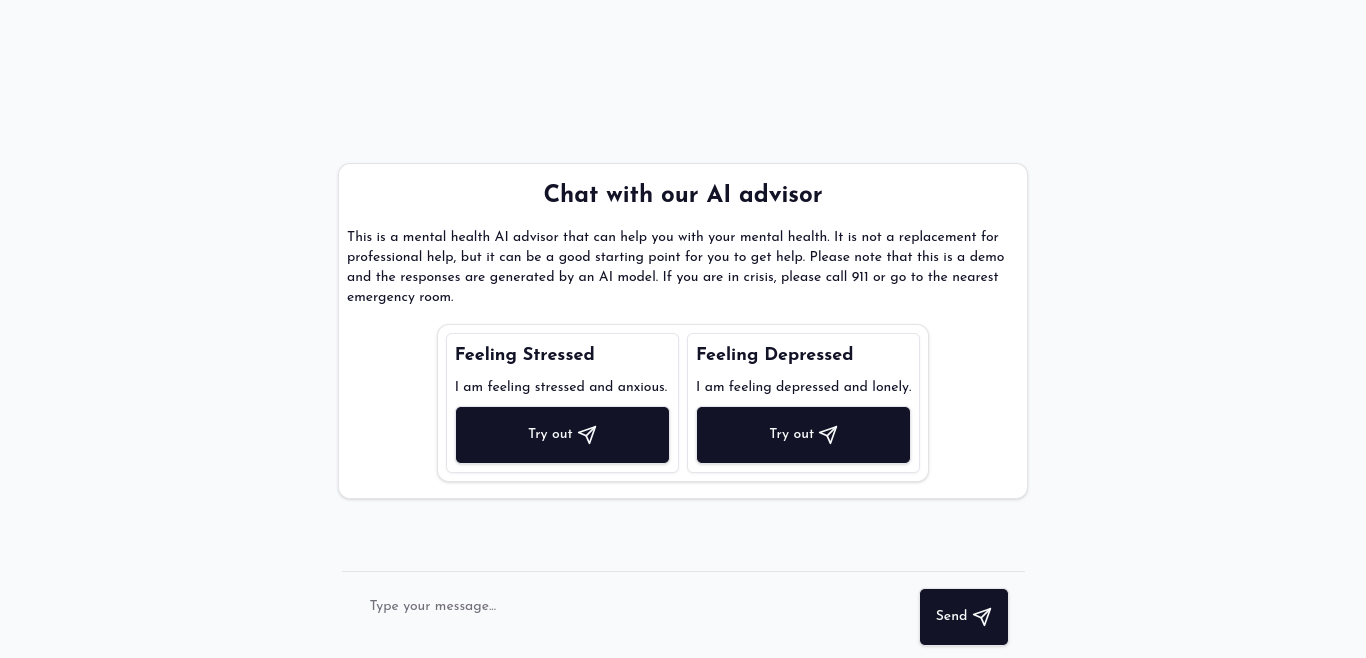 Chat with our AI advisor
This is a mental health AI advisor that can help you with your mental health. It is not a replacement for
professional help, but it can be a good starting point for you to get help. Please note that this is a demo
and the responses are generated by an AI model. If you are in crisis, please call 911 or go to the nearest
emergency room.
Feeling Stressed
I am feeling stressed and anxious.
Try out
Feeling Depressed
I am feeling depressed and lonely.
Try out
Type your message...
Send